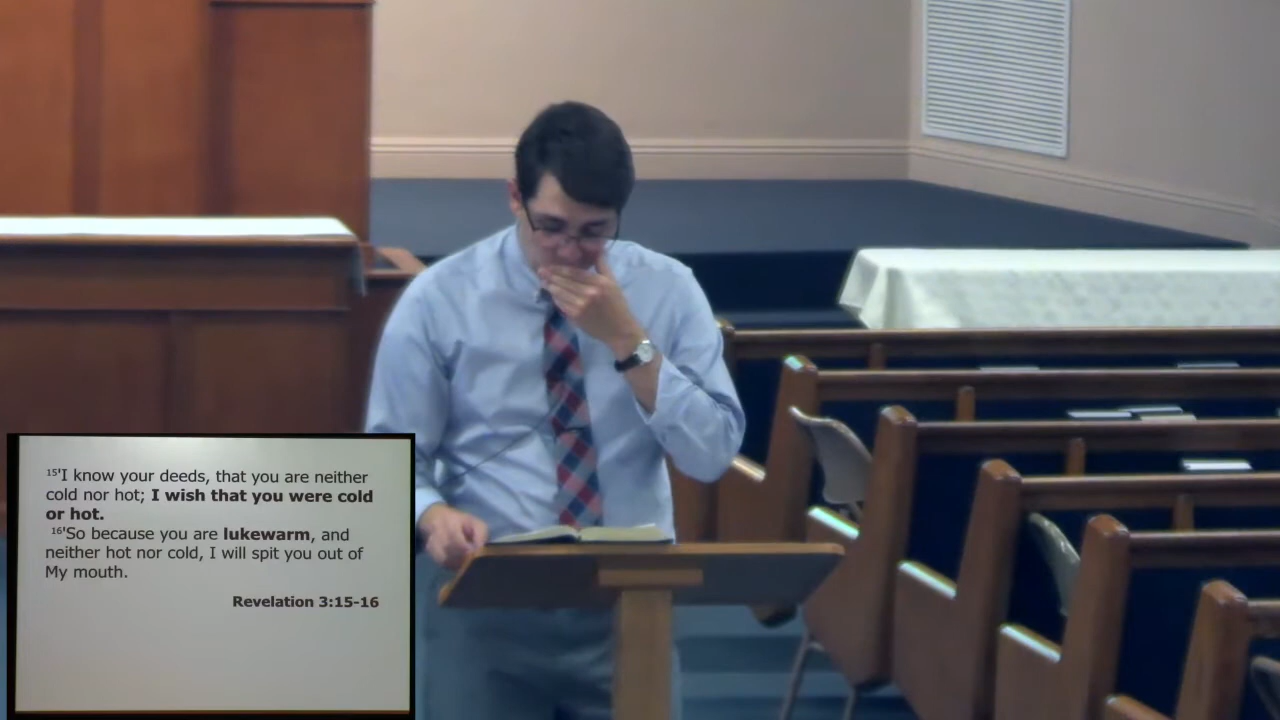 15'I know your deeds, that you are neither
cold nor hot; I wish that you were cold
or hot.
16'So because you are lukewarm, and
neither hot nor cold, I will spit you out of
My mouth.
Revelation 3:15-16